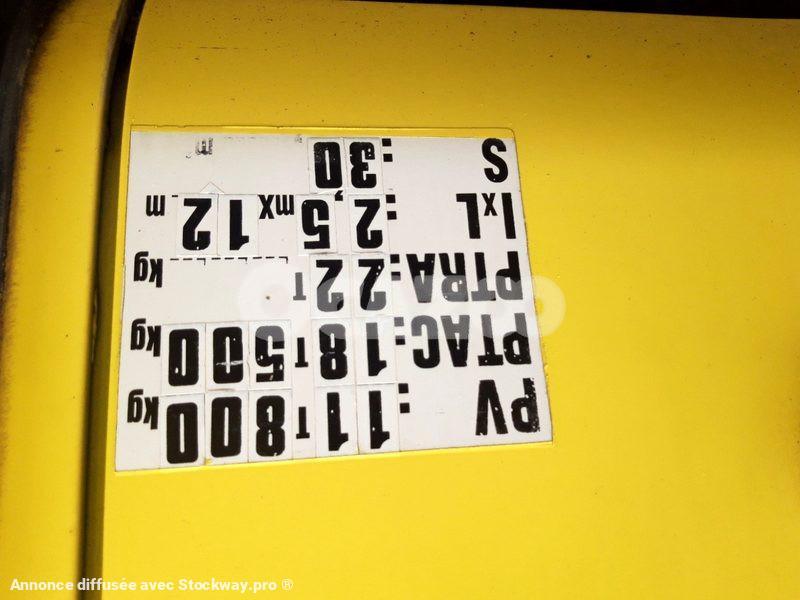 PV : 11 T 800 kg
PTAC : 18 T 500 kg
PTRA : 22 T kg
l x L : 2,5 m X 12 m
S : 30 m
Annonce diffusée avec Stockway.pro ®